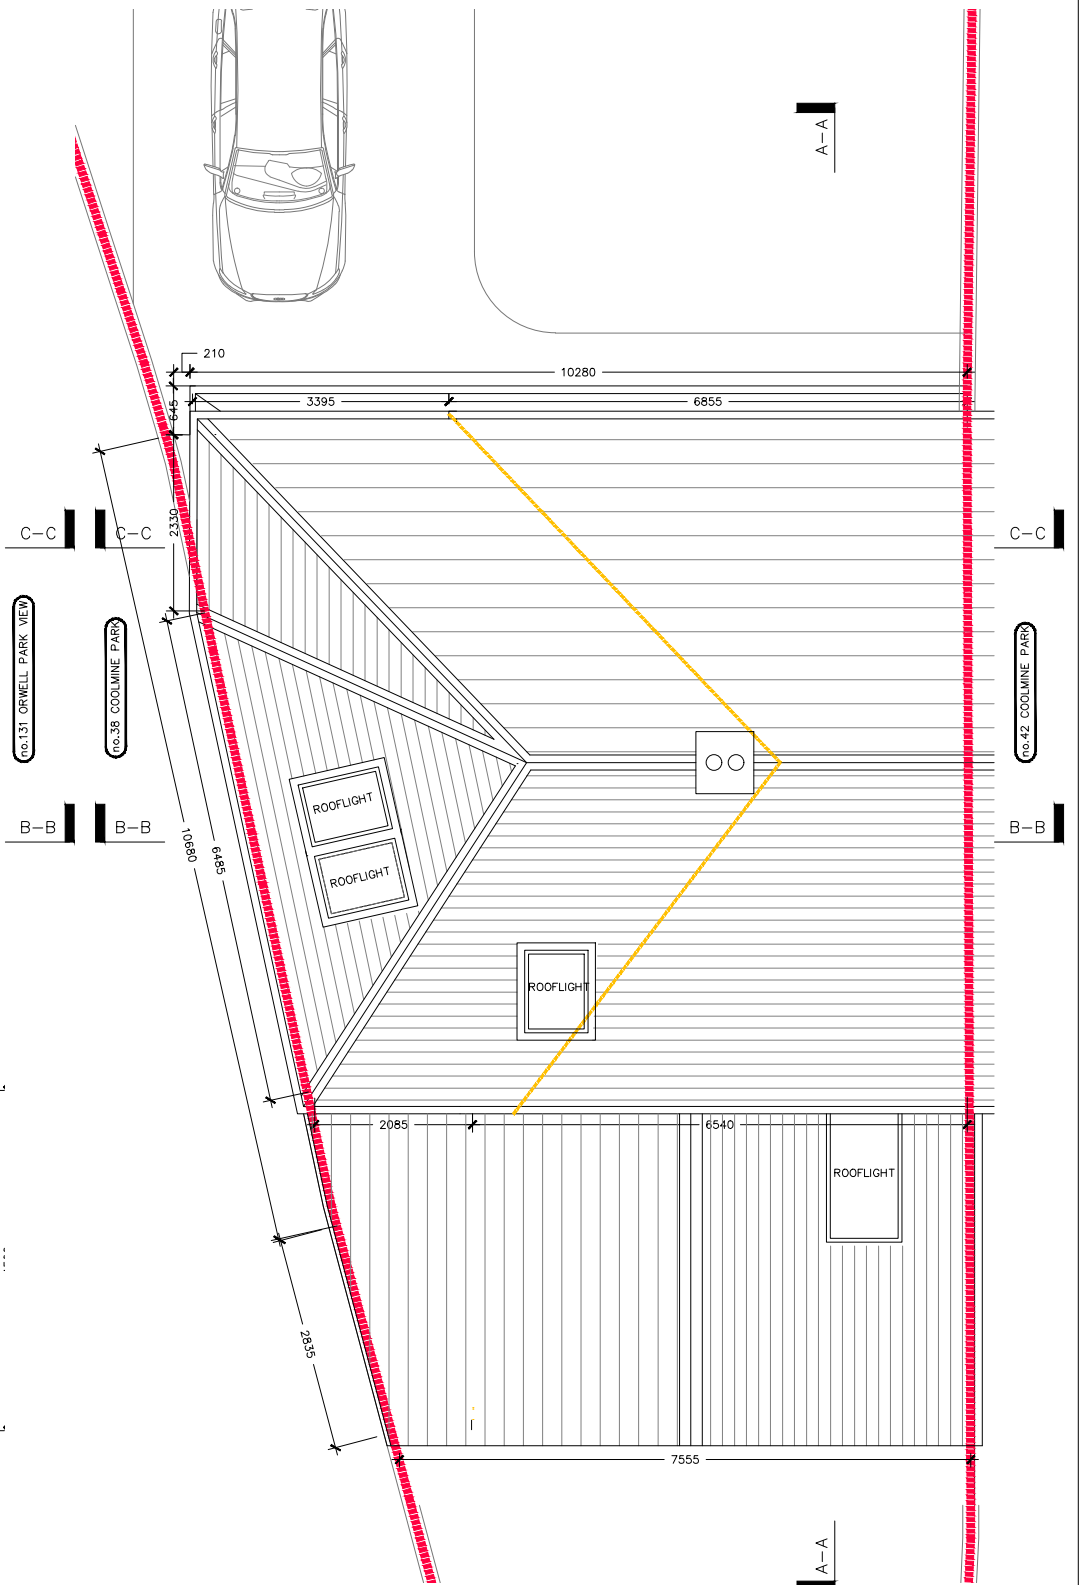 A-A
210
10280
3395
6855
645
2330
C-C
C-C
C-C
no.131 ORWELL PARK VIEW
no.38 COOLMINE PARK
no.42 COOLMINE PARK
ROOFLIGHT
ROOFLIGHT
B-B
B-B
B-B
10680
6485
ROOFLIGHT
2085
6540
ROOFLIGHT
2835
7555
A-A